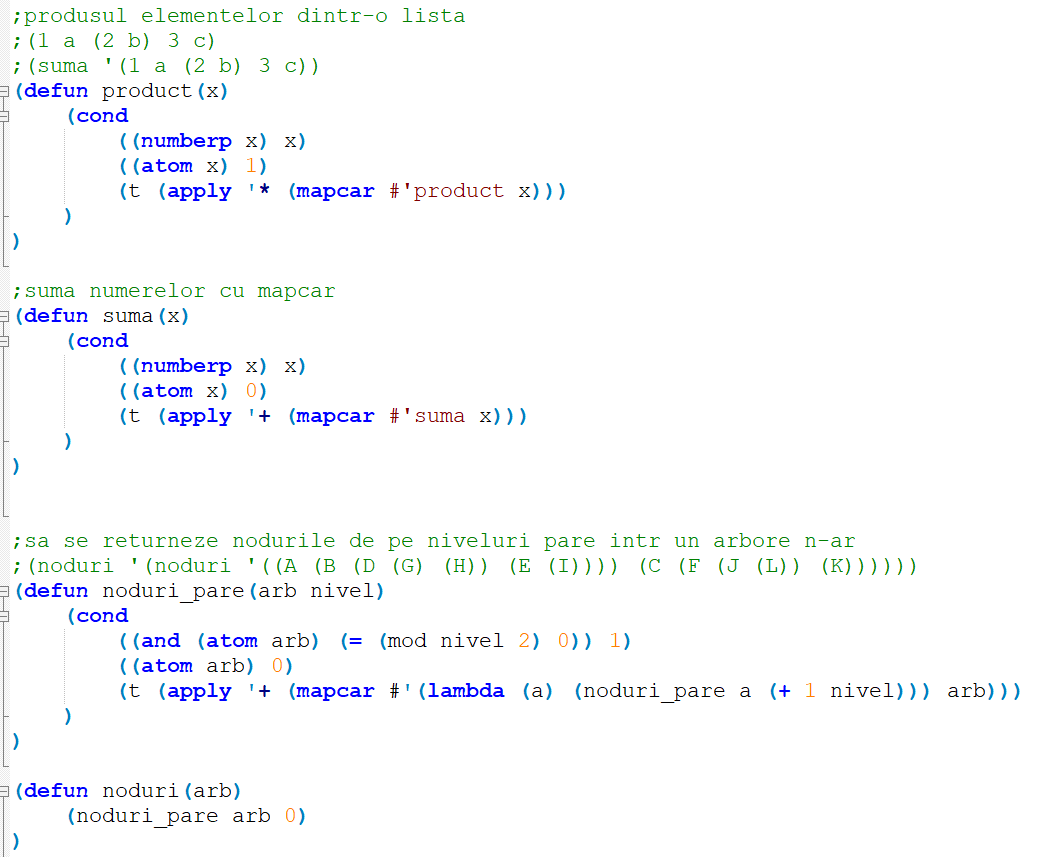 ;produsul elementelor dintr-o lista
;(1 a (2 b) 3 c)
;(suma '(1 a (2 b) 3 c))
(defun product(x)
    (cond
        ((numberp x) x)
        ((atom x) 1)
        (t (apply '* (mapcar #'product x)))
    )
)

;suma numerelor cu mapcar
(defun suma(x)
    (cond
        ((numberp x) x)
        ((atom x) 0)
        (t (apply '+ (mapcar #'suma x)))
    )
)

;sa se returneze nodurile de pe niveluri pare intr un arbore n-ar
;(noduri '(noduri '((A (B (D (G) (H)) (E (I)))) (C (F (J (L)) (K))))))
(defun noduri_pare(arb nivel)
    (cond
        ((and (atom arb) (= (mod nivel 2) 0)) 1)
        ((atom arb) 0)
        (t (apply '+ (mapcar #'(lambda (a) (noduri_pare a (+ 1 nivel))) arb)))
    )
)

(defun noduri(arb)
    (noduri_pare arb 0)
)